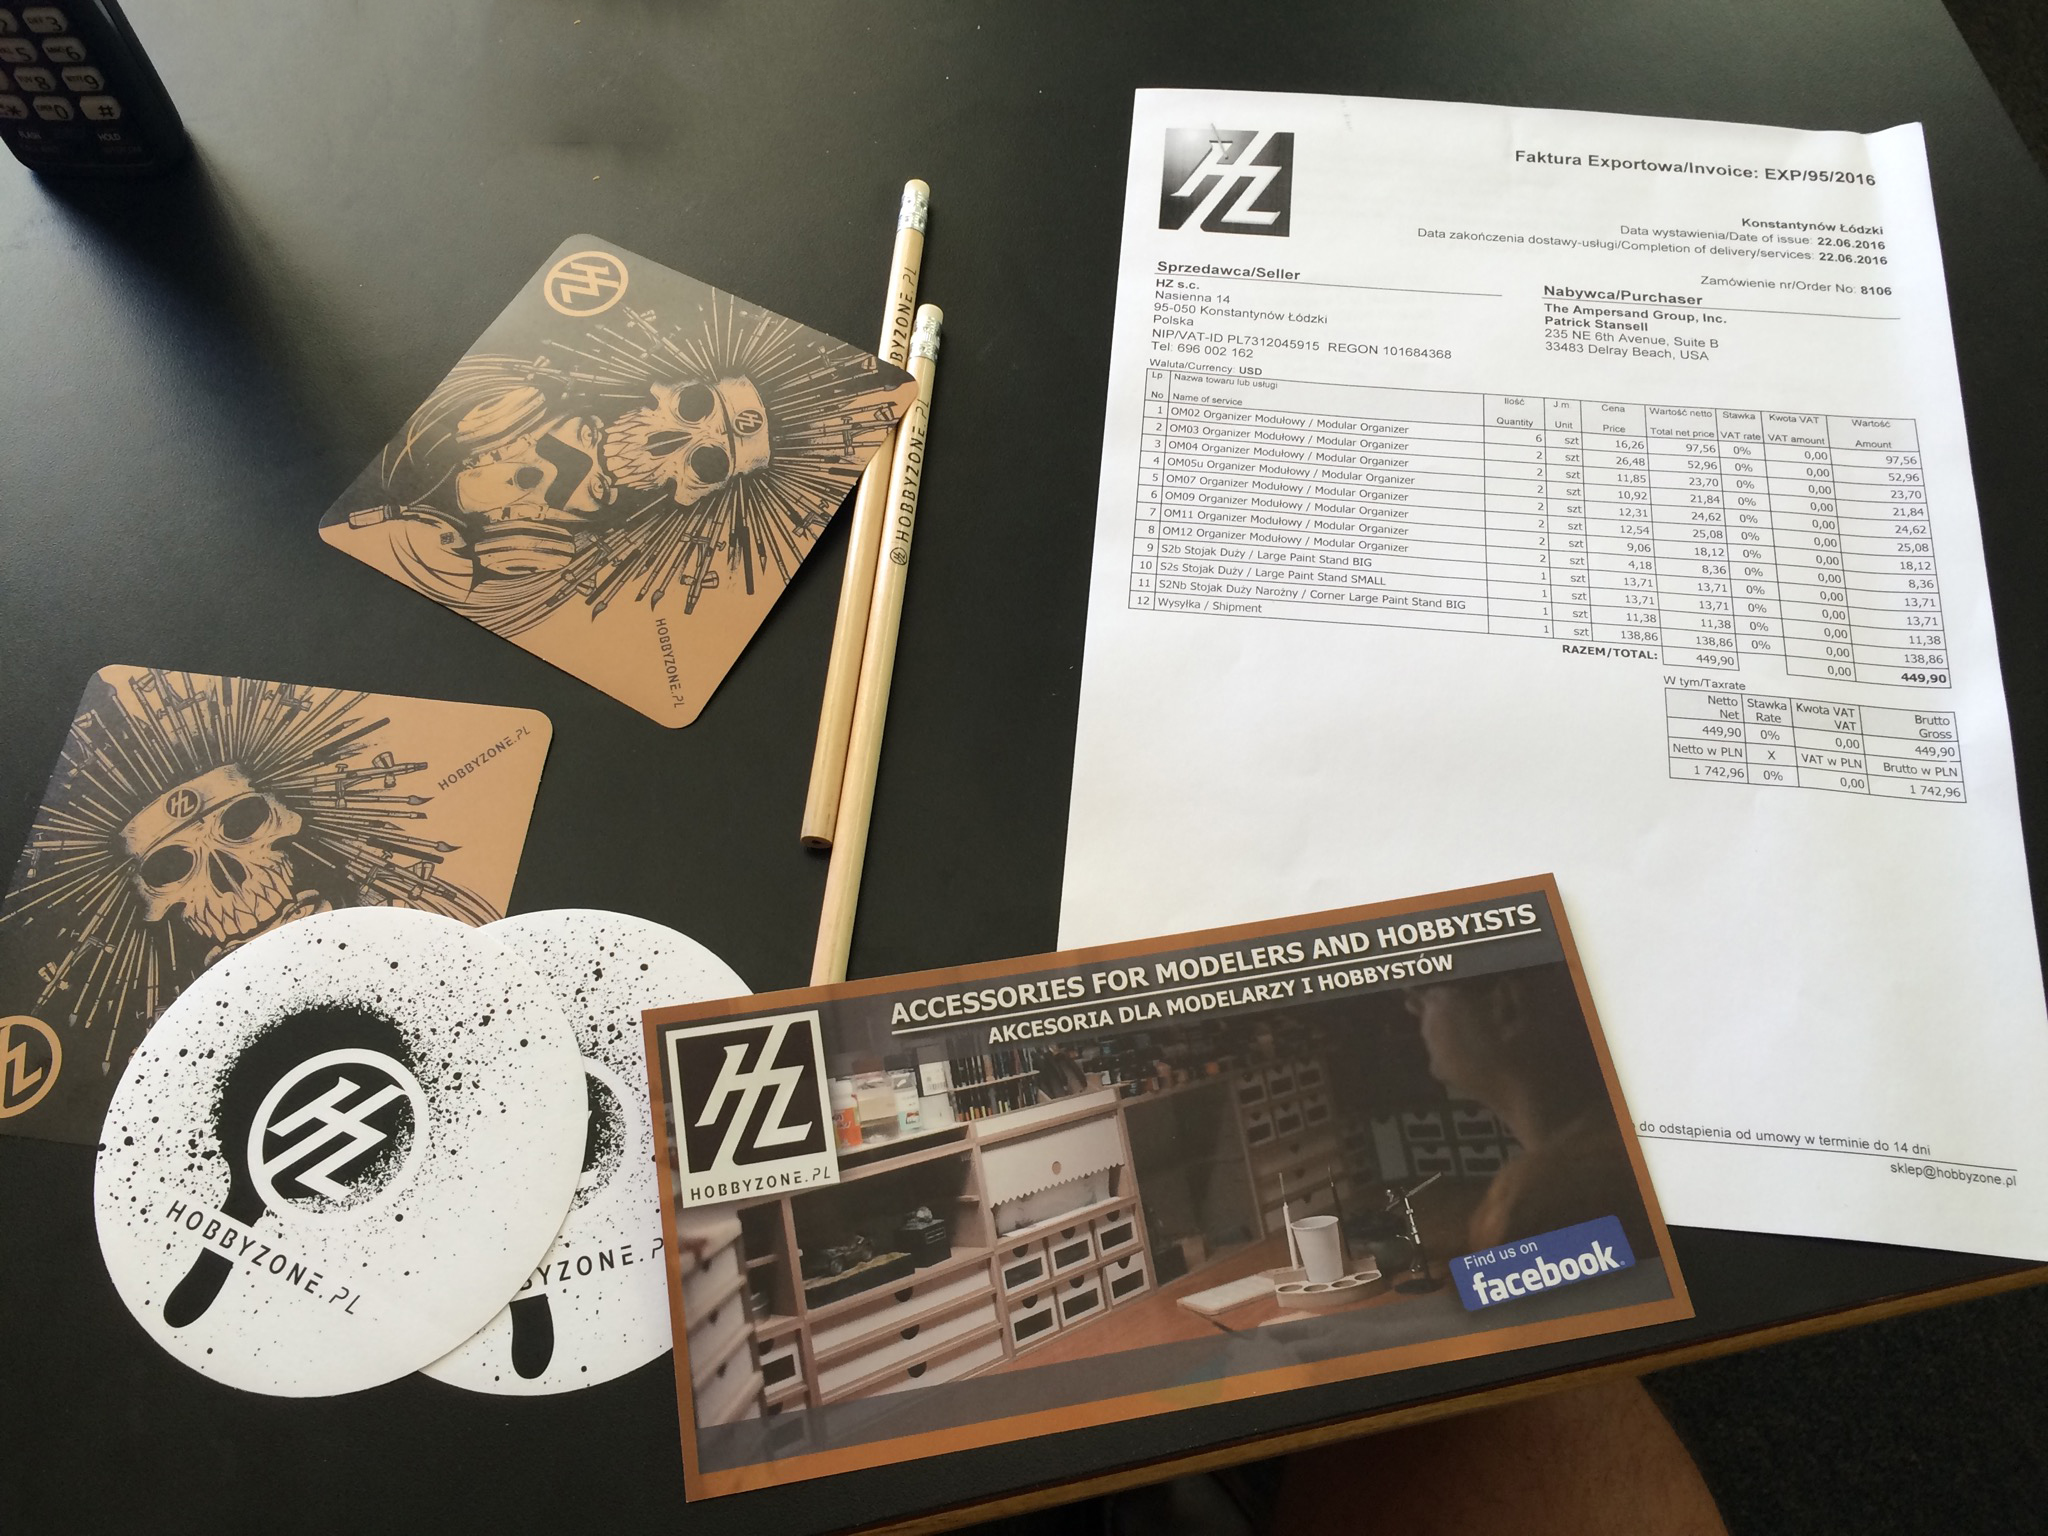 2 DEF 3
5 MNO 6
8 WXYZ 9
* OPER 0 #
FLASH HOLD
HZ
HOBBYZONE.PL
HOBBYZONE.PL
HZ HOBBYZONE.PL
HZ
Faktura Exportowa/Invoice: EXP/95/2016
Konstantynów Łódzki
Data wystawienia/Date of issue: 22.06.2016
Data zakończenia dostawy-usługi/Completion of delivery/services: 22.06.2016
Zamówienie nr/Order No: 8106
Sprzedawca/Seller
HZ s.c.
Nasienna 14
95-050 Konstantynów Łódzki
Polska
NIP/VAT-ID PL7312045915 REGON 101684368
Tel: 696 002 162
Nabywca/Purchaser
The Ampersand Group, Inc.
Patrick Stansell
235 NE 6th Avenue, Suite B
33483 Delray Beach, USA
Waluta/Currency: USD
Lp Nazwa towaru lub usługi Ilość J.m Cena Wartość netto Stawka Kwota VAT Wartość
No Name of service Quantity Unit Price Total net price VAT rate VAT amount Amount
1 OM02 Organizer Modułowy / Modular Organizer 6 szt 16,26 97,56 0% 0,00 97,56
2 OM03 Organizer Modułowy / Modular Organizer 2 szt 26,48 52,96 0% 0,00 52,96
3 OM04 Organizer Modułowy / Modular Organizer 2 szt 11,85 23,70 0% 0,00 23,70
4 OM05u Organizer Modułowy / Modular Organizer 2 szt 10,92 21,84 0% 0,00 21,84
5 OM07 Organizer Modułowy / Modular Organizer 2 szt 12,31 24,62 0% 0,00 24,62
6 OM09 Organizer Modułowy / Modular Organizer 2 szt 12,54 25,08 0% 0,00 25,08
7 OM11 Organizer Modułowy / Modular Organizer 2 szt 9,06 18,12 0% 0,00 18,12
8 OM12 Organizer Modułowy / Modular Organizer 2 szt 4,18 8,36 0% 0,00 8,36
9 S2b Stojak Duży / Large Paint Stand BIG 1 szt 13,71 13,71 0% 0,00 13,71
10 S2s Stojak Duży / Large Paint Stand SMALL 1 szt 13,71 13,71 0% 0,00 13,71
11 S2Nb Stojak Duży Narożny / Corner Large Paint Stand BIG 1 szt 11,38 11,38 0% 0,00 11,38
12 Wysyłka / Shipment 1 szt 138,86 138,86 0% 0,00 138,86
RAZEM/TOTAL: 449,90 0,00 449,90
W tym/Taxrate
Netto Stawka Kwota VAT Brutto
Net Rate VAT Gross
449,90 0% 0,00 449,90
Netto w PLN X VAT w PLN Brutto w PLN
1 742,96 0% 0,00 1 742,96
do odstąpienia od umowy w terminie do 14 dni
sklep@hobbyzone.pl
HOBBYZONE.PL
HZ
HZ
HZ
HOBBYZONE.PL
BYZONE.P
ACCESSORIES FOR MODELERS AND HOBBYISTS
AKCESORIA DLA MODELARZY I HOBBYSTÓW
HZ
HOBBYZONE.PL
Find us on
facebook